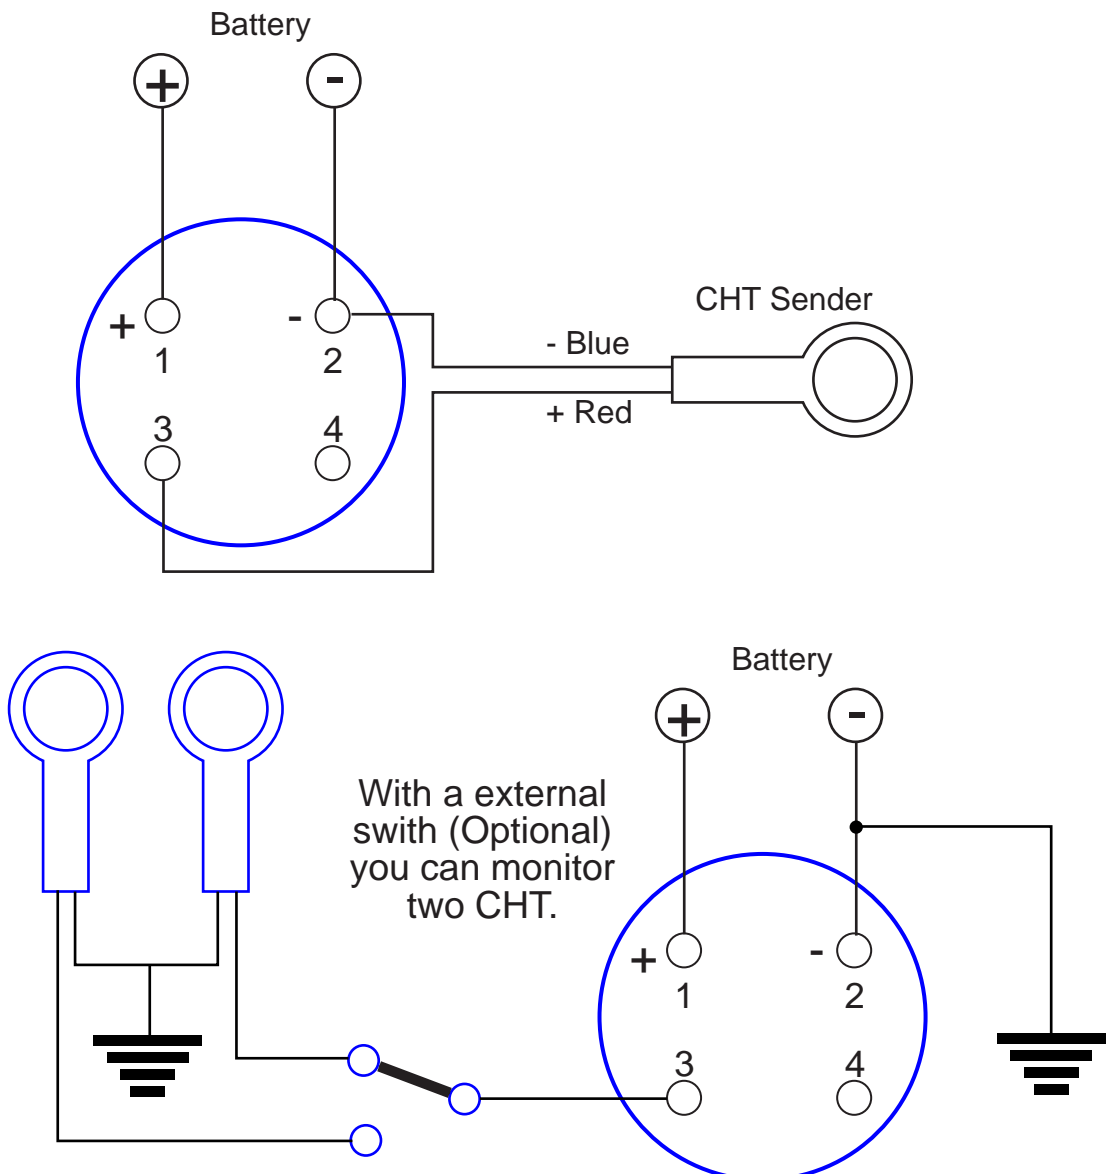 Battery
+ -
+ -
1 2
CHT Sender
- Blue
+ Red
3 4
Battery
+ -
With a external
swith (Optional)
you can monitor
two CHT.
+ -
1 2
3 4